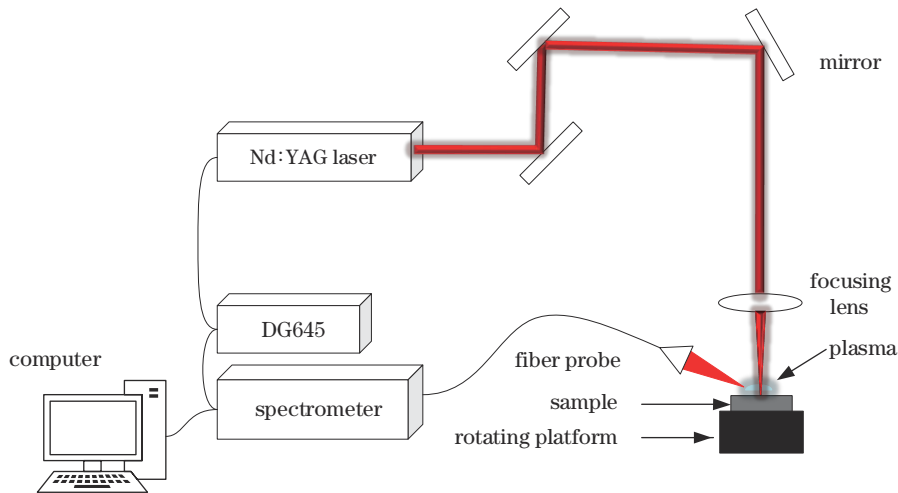 mirror
Nd:YAG laser
focusing
lens
DG645
plasma
computer
fiber probe
sample
spectrometer
rotating platform